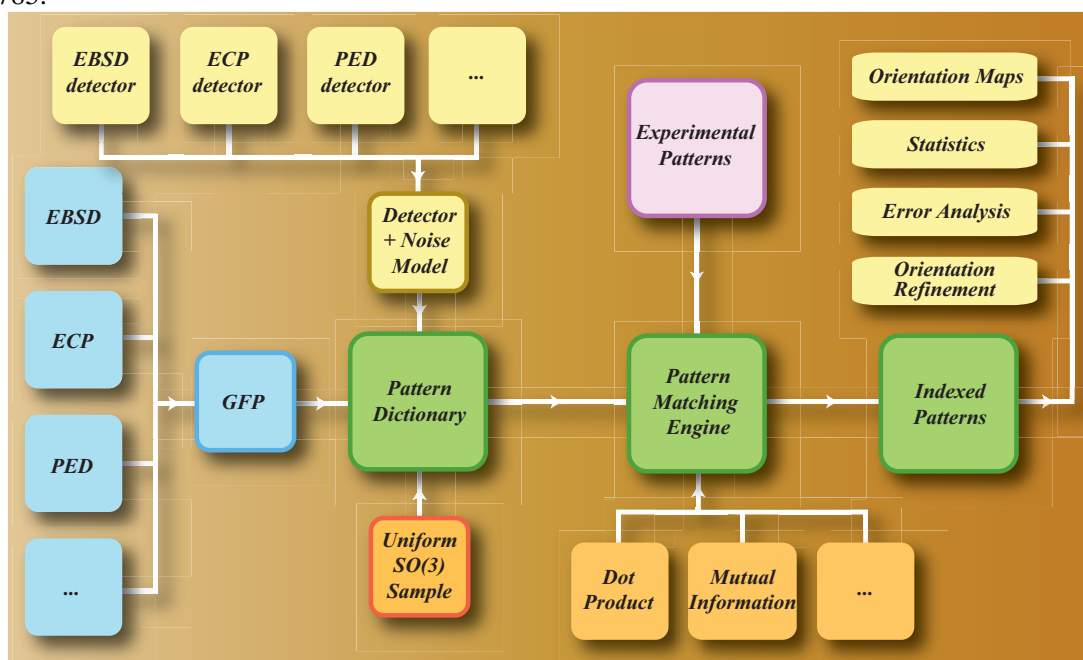 785.
EBSD
detector
ECP
detector
PED
detector
...
Experimental
Patterns
Orientation Maps
Statistics
Error Analysis
Orientation
Refinement
EBSD
ECP
PED
...
Detector
+ Noise
Model
GFP
Pattern
Dictionary
Pattern
Matching
Engine
Indexed
Patterns
Uniform
SO(3)
Sample
Dot
Product
Mutual
Information
...